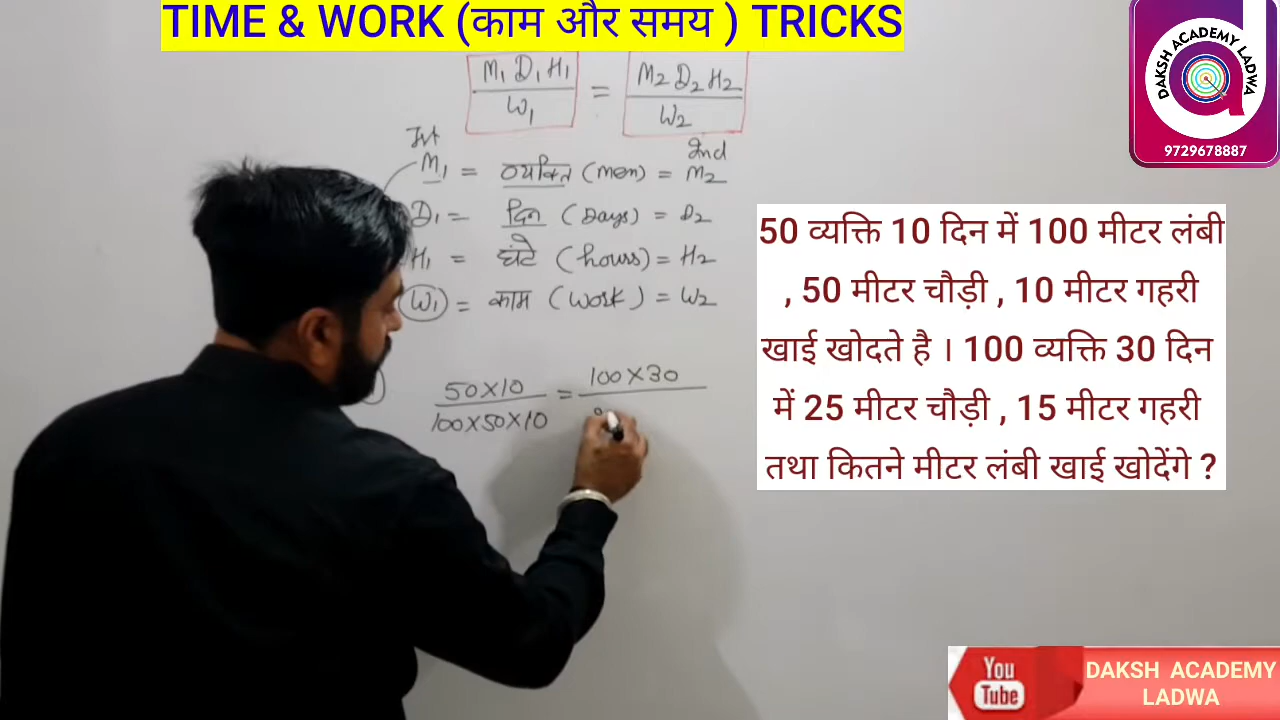 TIME & WORK (काम और समय ) TRICKS
DAKSH ACADEMY LADWA
9729678887
M₁ D₁ H₁ / W₁ = M₂ D₂ H₂ / W₂
Ist
2nd
M₁ = व्यक्ति (men) = M₂
D₁ = दिन (Days) = D₂
H₁ = घंटे (hours) = H₂
W₁ = काम (work) = W₂
50×10 / 100×50×10 = 100×30
50 व्यक्ति 10 दिन में 100 मीटर लंबी
, 50 मीटर चौड़ी , 10 मीटर गहरी
खाई खोदते है । 100 व्यक्ति 30 दिन
में 25 मीटर चौड़ी , 15 मीटर गहरी
तथा कितने मीटर लंबी खाई खोदेंगे ?
You
Tube
DAKSH ACADEMY
LADWA